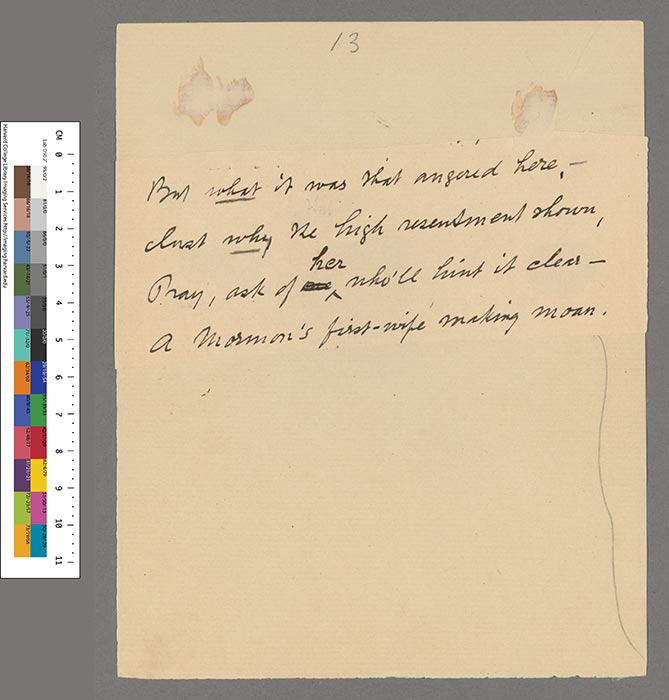 13
But what it was that angered here,—
And why the high resentment shown,
her
Pray, ask of who'll hint it clear—
A Mormon's first-wife making moan.
Harvard College Library Imaging Services http://imaging.harvard.edu
CM 0 1 2 3 4 5 6 7 8 9 10 11